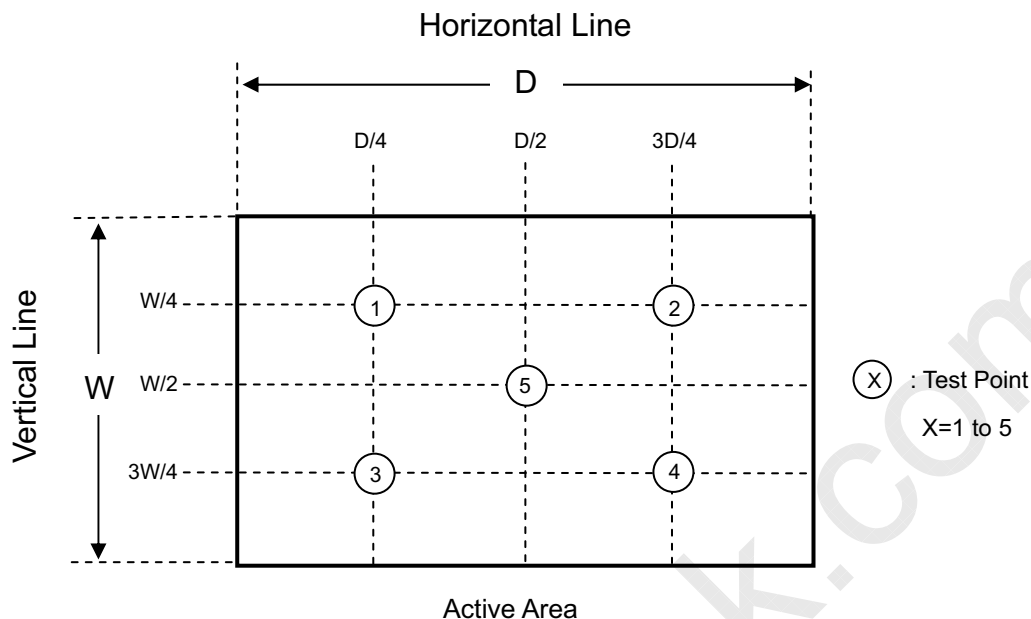 Horizontal Line
D
D/4 D/2 3D/4
Vertical Line
W
W/4
1 2
W/2
5
X : Test Point
X=1 to 5
3W/4
3 4
Active Area
k.com